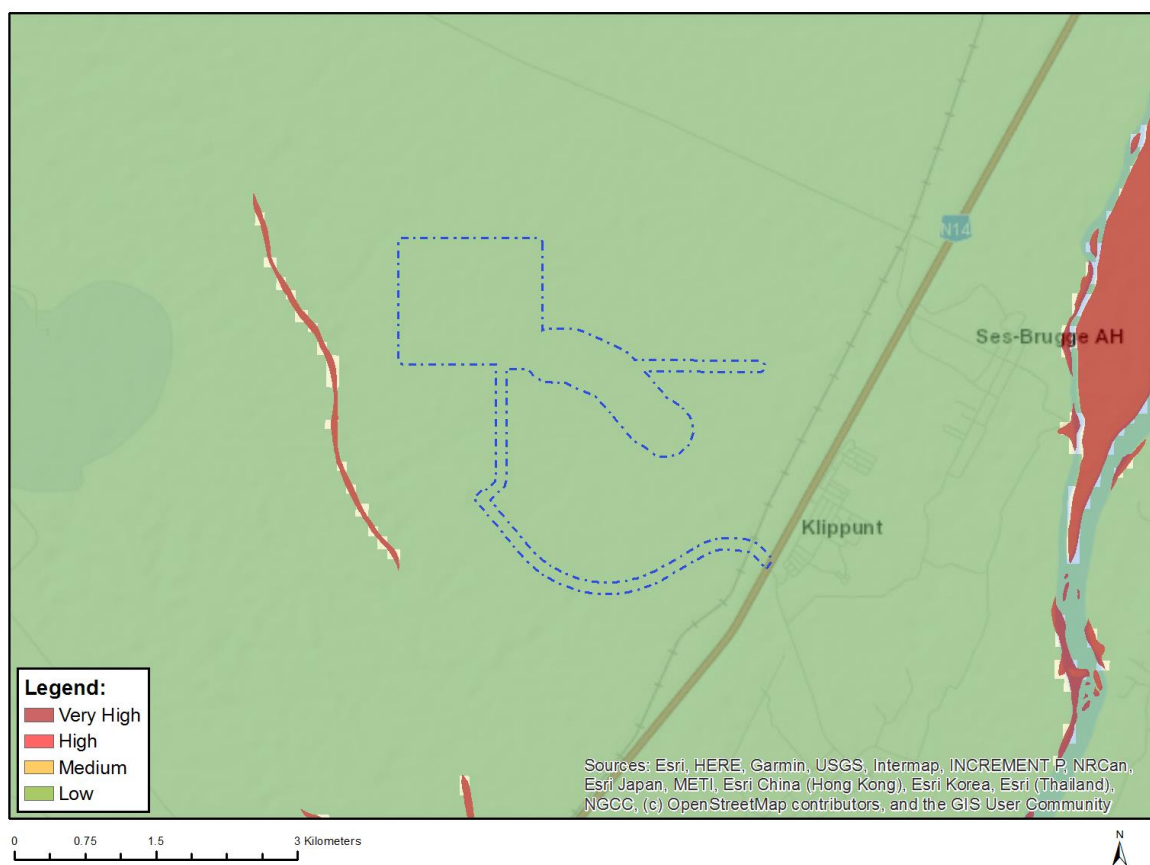 N14
Ses-Brugge AH
Klippunt
Legend:
Very High
High
Medium
Low
Sources: Esri, HERE, Garmin, USGS, Intermap, INCREMENT P, NRCan,
Esri Japan, METI, Esri China (Hong Kong), Esri Korea, Esri (Thailand),
NGCC, (c) OpenStreetMap contributors, and the GIS User Community
0 0.75 1.5 3 Kilometers
N